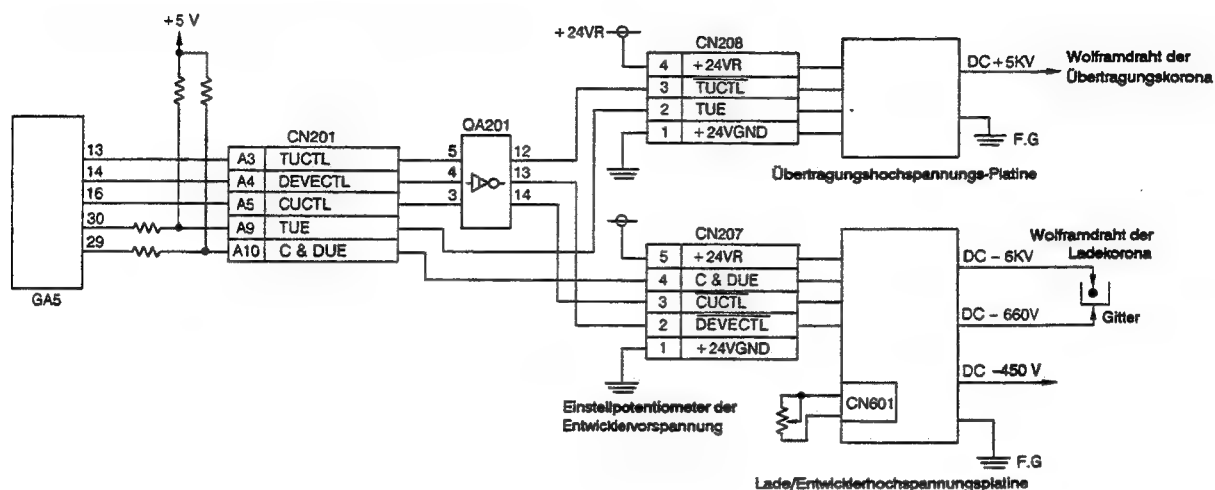 +5 V
+24VR
CN208
4 +24VR
3 TUCTL
2 TUE
1 +24VGND
DC +5KV
Wolframdraht der
Übertragungskorona
F.G
Übertragungshochspannungs-Platine
GA5
13
14
16
30
29
CN201
A3 TUCTL
A4 DEVECTL
A5 CUCTL
A9 TUE
A10 C & DUE
QA201
5 12
4 13
3 14
CN207
5 +24VR
4 C & DUE
3 CUCTL
2 DEVECTL
1 +24VGND
Wolframdraht der
Ladekorona
DC – 6KV
DC – 660V
Gitter
DC –450 V
CN601
Einstellpotentiometer der
Entwicklervorspannung
F.G
Lade/Entwicklerhochspannungsplatine